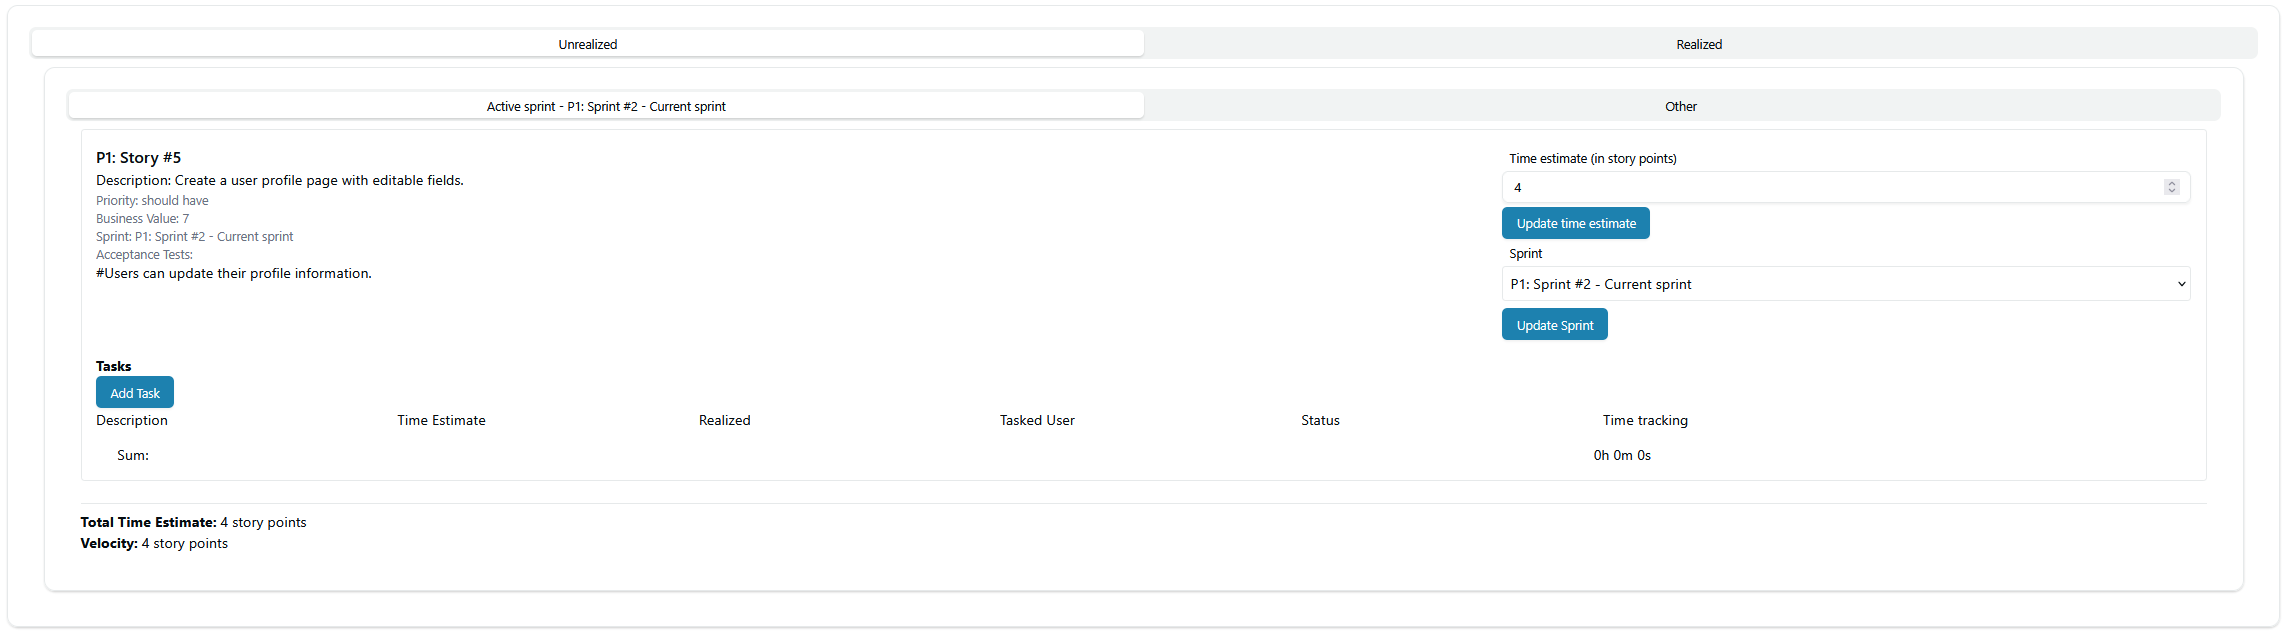 Unrealized
Realized
Active sprint - P1: Sprint #2 - Current sprint
Other
P1: Story #5
Description: Create a user profile page with editable fields.
Priority: should have
Business Value: 7
Sprint: P1: Sprint #2 - Current sprint
Acceptance Tests:
#Users can update their profile information.
Time estimate (in story points)
4
Update time estimate
Sprint
P1: Sprint #2 - Current sprint
Update Sprint
Tasks
Add Task
Description Time Estimate Realized Tasked User Status Time tracking
Sum: 0h 0m 0s
Total Time Estimate: 4 story points
Velocity: 4 story points